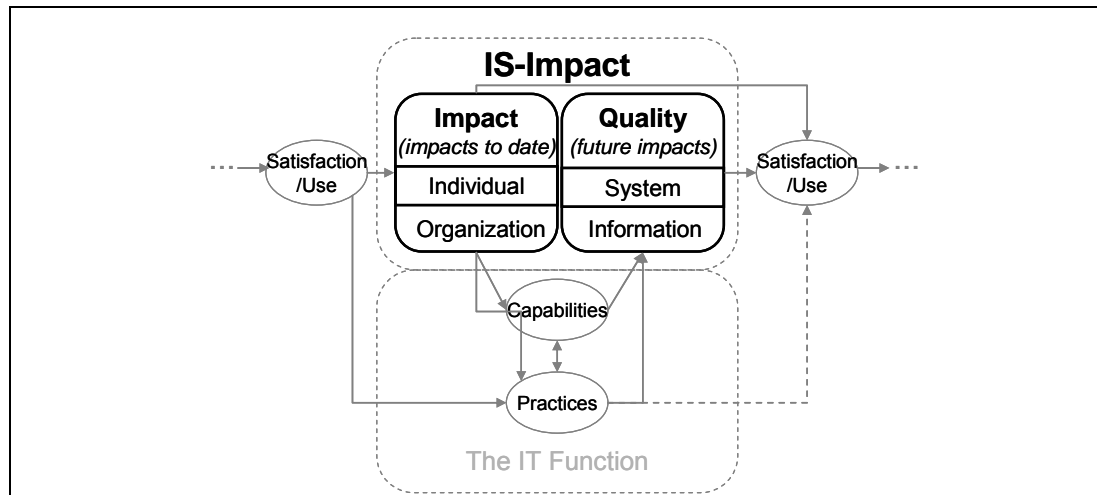 IS-Impact
Impact
(impacts to date)
Individual
Organization
Quality
(future impacts)
System
Information
Satisfaction
/Use
Satisfaction
/Use
Capabilities
Practices
The IT Function